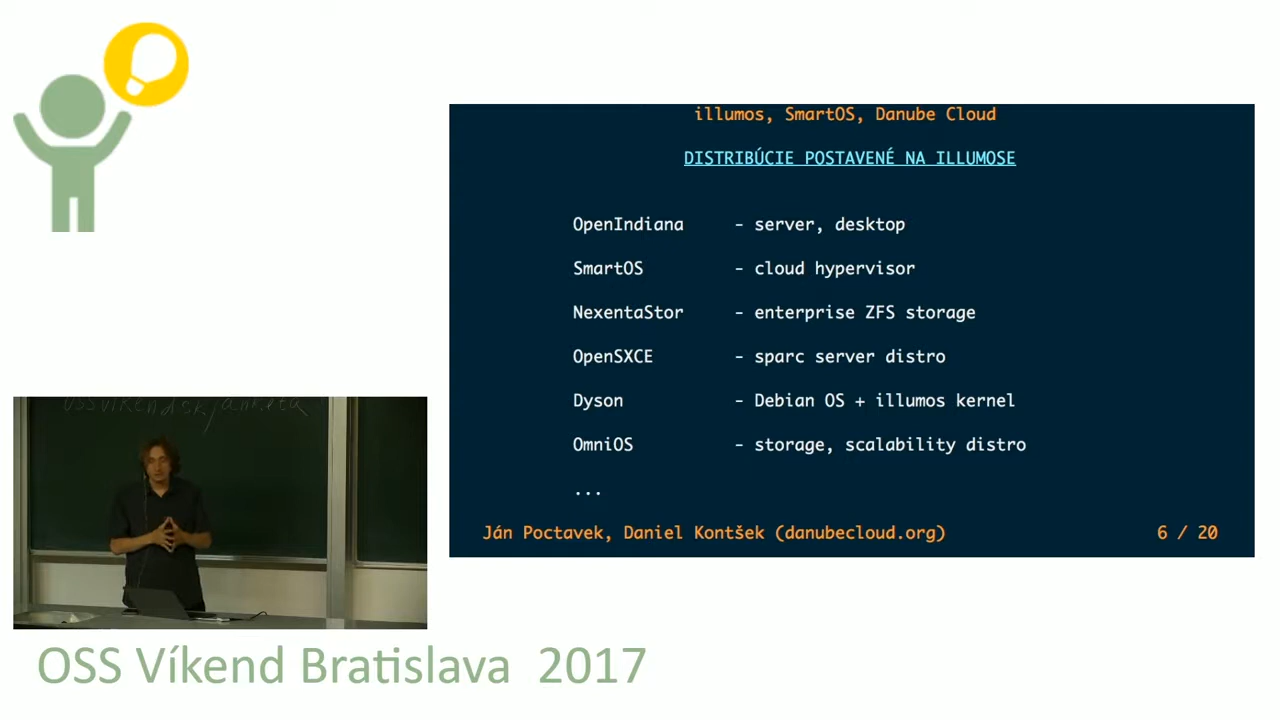 illumos, SmartOS, Danube Cloud
DISTRIBÚCIE POSTAVENÉ NA ILLUMOSE
OpenIndiana - server, desktop
SmartOS - cloud hypervisor
NexentaStor - enterprise ZFS storage
OpenSXCE - sparc server distro
Dyson - Debian OS + illumos kernel
OmniOS - storage, scalability distro
...
Ján Poctavek, Daniel Kontšek (danubecloud.org) 6 / 20
OSS Víkend Bratislava 2017